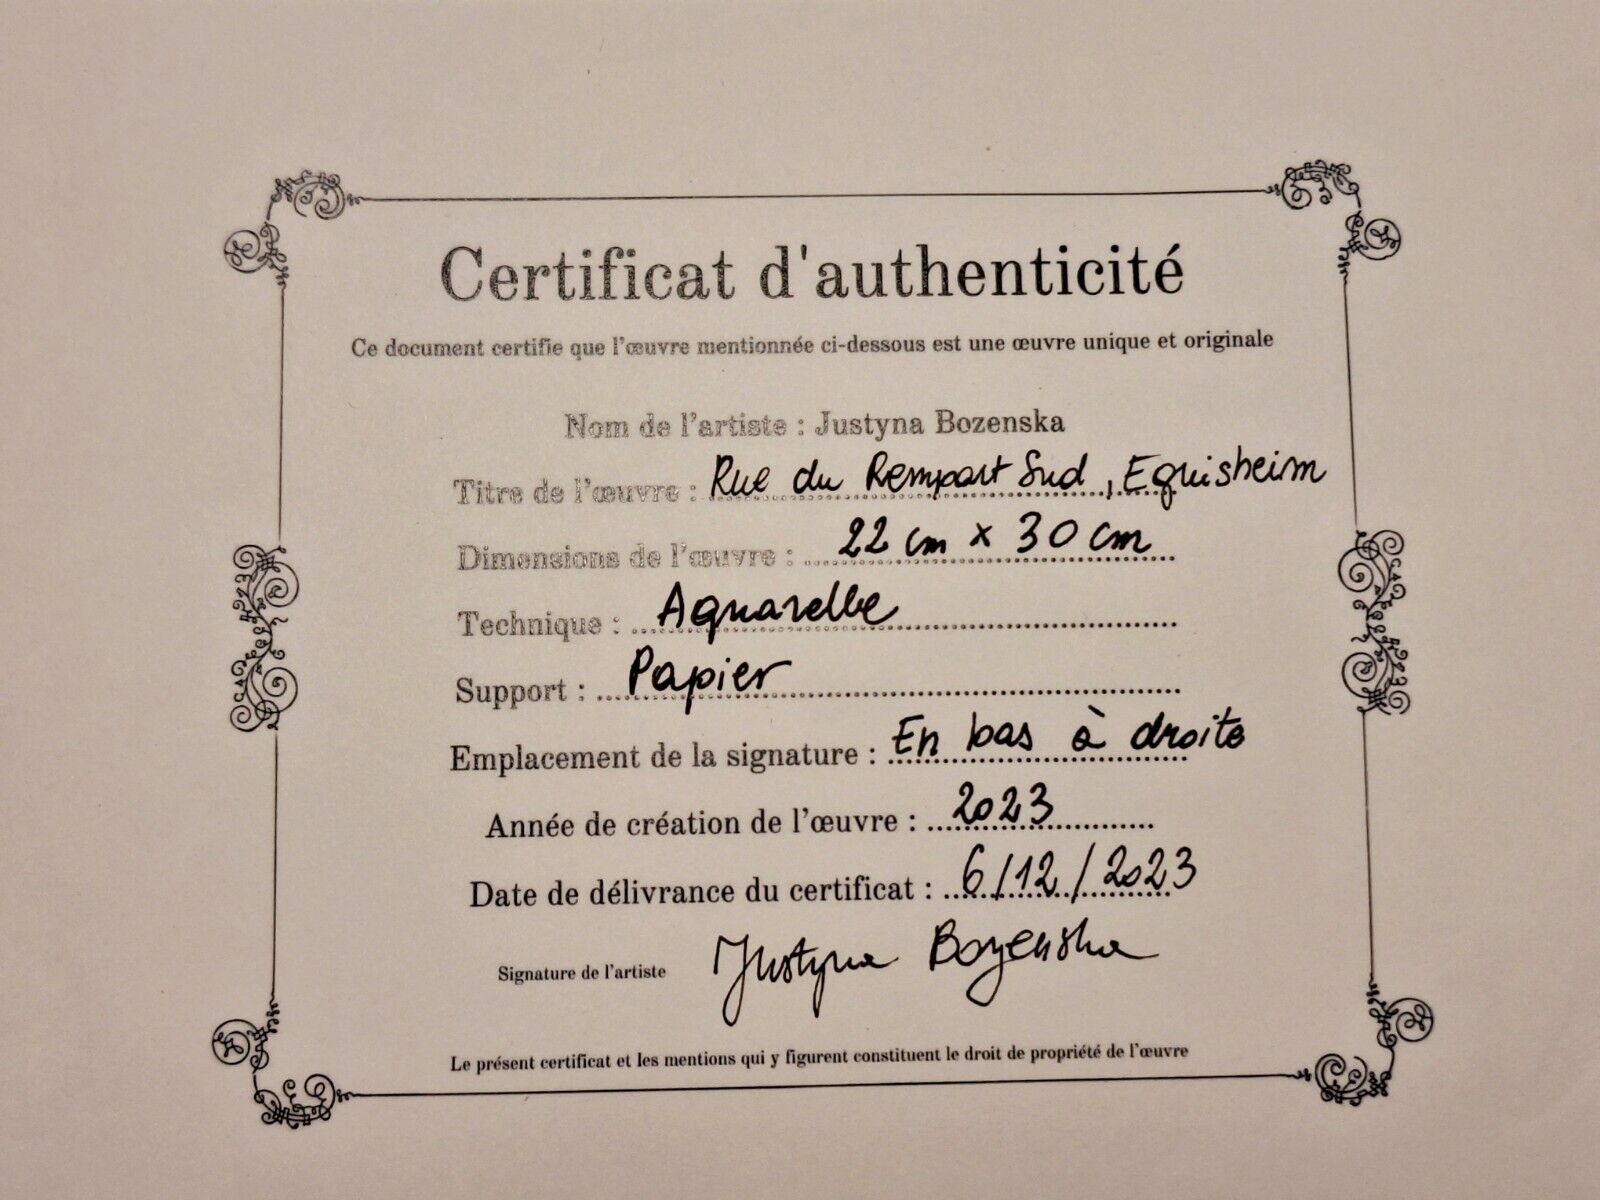 Certificat d'authenticité
Ce document certifie que l'œuvre mentionnée ci-dessous est une œuvre unique et originale
Nom de l'artiste : Justyna Bozenska
Titre de l'œuvre : Rue du Rempart Sud, Eguisheim
Dimensions de l'œuvre : 22 cm x 30 cm
Technique : Aquarelle
Support : Papier
Emplacement de la signature : En bas à droite
Année de création de l'œuvre : 2023
Date de délivrance du certificat : 6/12/2023
Signature de l'artiste Justyna Bozenska
Le présent certificat et les mentions qui y figurent constituent le droit de propriété de l'œuvre